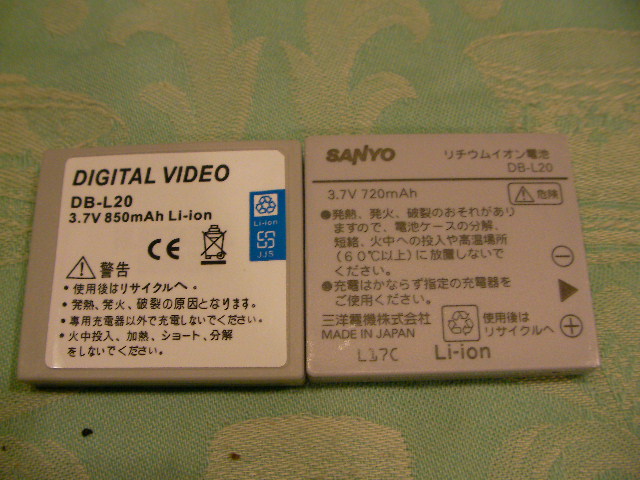 DIGITAL VIDEO
DB-L20
3.7V 850mAh Li-ion
Li-ion
JJS
警告
・使用後はリサイクルへ。
・発熱、発火、破裂の原因となります。
・専用充電器以外で充電しないでください。
・火中投入、加熱、ショート、分解
をしないでください。
SANYO
リチウムイオン電池
DB-L20
3.7V 720mAh
危険
●発熱、発火、破裂のおそれがあり
ますので、電池ケースの分解、
短絡、火中への投入や高温場所
(60℃以上)に放置しないで
ください。
●充電はかならず指定の充電器を
ご使用ください。
三洋電機株式会社
MADE IN JAPAN
使用後は
リサイクルへ
L37C
Li-ion